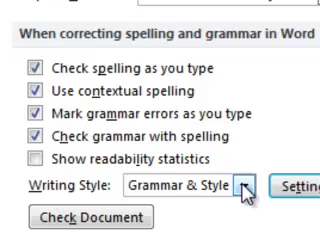 When correcting spelling and grammar in Word
Check spelling as you type
Use contextual spelling
Mark grammar errors as you type
Check grammar with spelling
Show readability statistics
Writing Style: Grammar & Style
Check Document